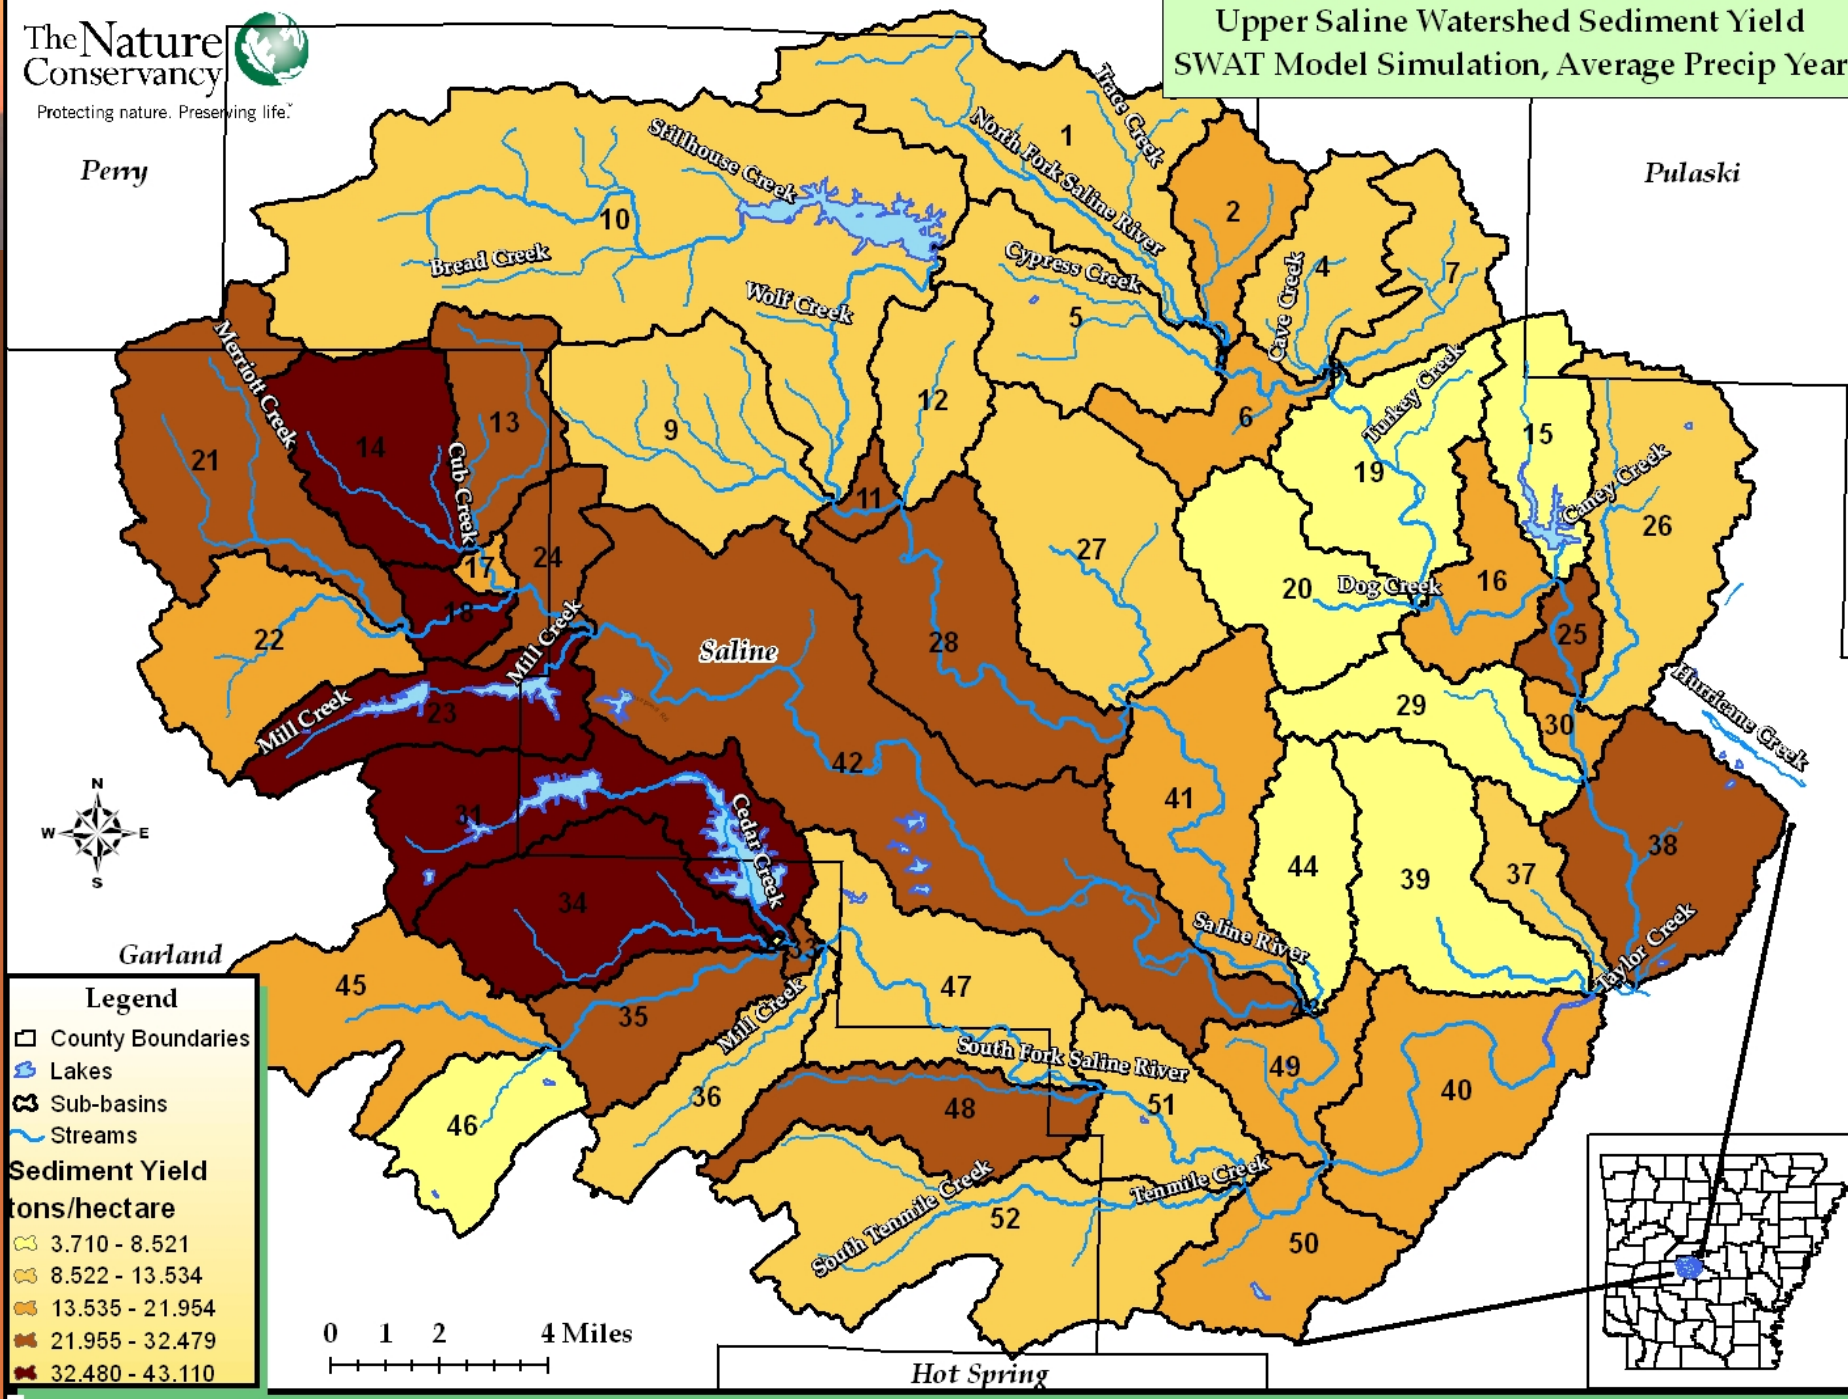 The Nature
Conservancy
Protecting nature. Preserving life.™
Upper Saline Watershed Sediment Yield
SWAT Model Simulation, Average Precip Year
Perry
Pulaski
Trace Creek
1
Stillhouse Creek
North Fork Saline River
2
10
Bread Creek
Cypress Creek
4
7
Wolf Creek
5
Cave Creek
Merriott Creek
8
Turkey Creek
12
13
6
9
14
15
21
Cub Creek
19
Caney Creek
11
26
27
24
17
16
20
Dog Creek
18
25
22
Mill Creek
28
Saline
Hurricane Creek
29
Mill Creek
23
30
42
41
31
38
Cedar Creek
44
39
37
34
Saline River
Taylor Creek
33
Garland
45
47
43
35
Mill Creek
South Fork Saline River
49
40
36
48
51
46
South Tenmile Creek
Tenmile Creek
52
50
N
W
E
S
Legend
County Boundaries
Lakes
Sub-basins
Streams
Sediment Yield
tons/hectare
3.710 - 8.521
8.522 - 13.534
13.535 - 21.954
21.955 - 32.479
32.480 - 43.110
0 1 2 4 Miles
Hot Spring